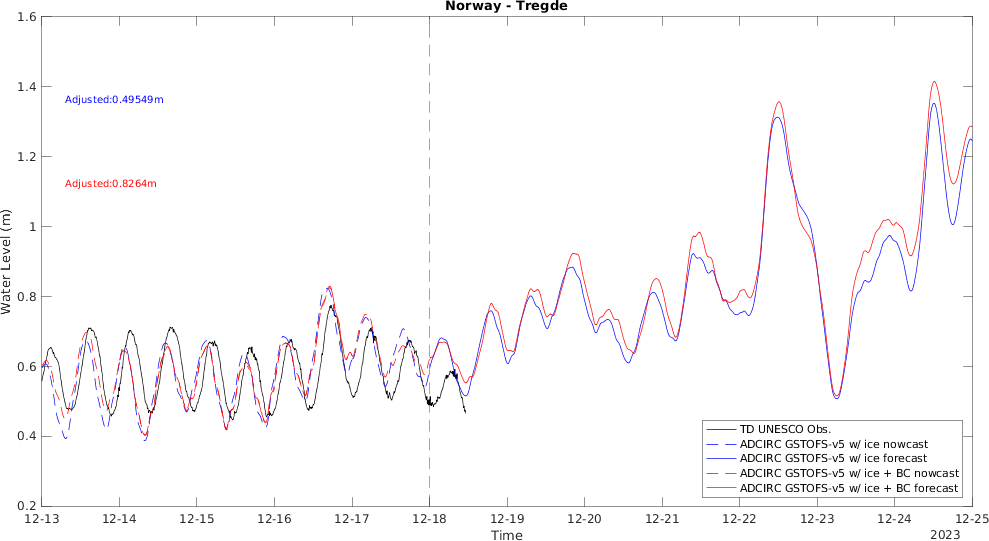 Norway - Tregde
1.6
1.4
1.2
1
0.8
0.6
0.4
0.2
Water Level (m)
Adjusted:0.49549m
Adjusted:0.8264m
TD UNESCO Obs.
ADCIRC GSTOFS-v5 w/ ice nowcast
ADCIRC GSTOFS-v5 w/ ice forecast
ADCIRC GSTOFS-v5 w/ ice + BC nowcast
ADCIRC GSTOFS-v5 w/ ice + BC forecast
12-13 12-14 12-15 12-16 12-17 12-18 12-19 12-20 12-21 12-22 12-23 12-24 12-25
Time
2023